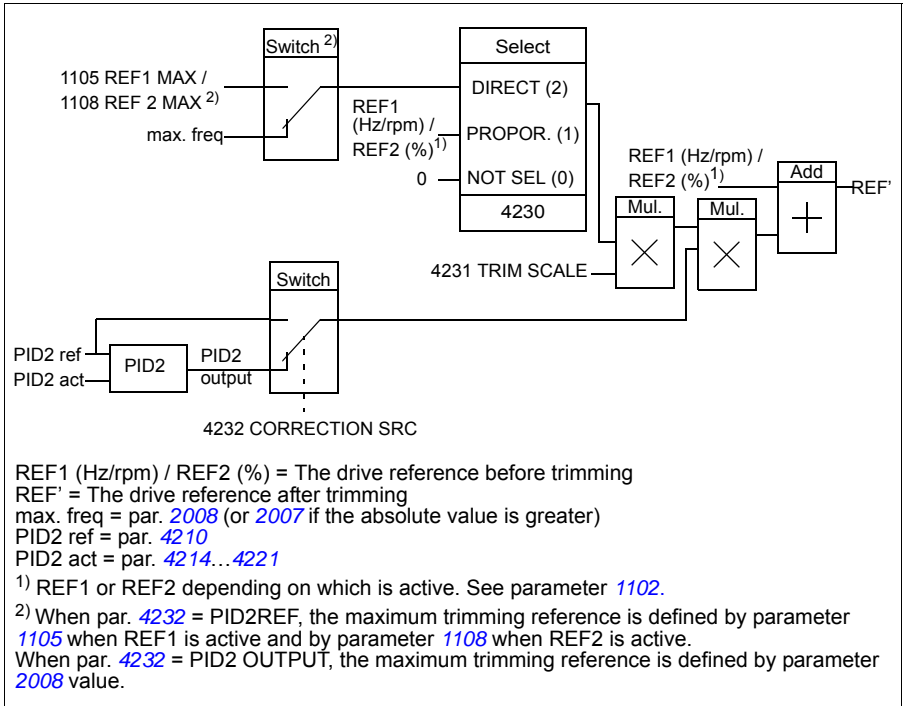 Switch 2)
Select
1105 REF1 MAX /
1108 REF 2 MAX 2)
DIRECT (2)
max. freq
REF1
(Hz/rpm) /
REF2 (%)1)
PROPOR. (1)
0
NOT SEL (0)
4230
REF1 (Hz/rpm) /
REF2 (%)1)
Add
+
REF’
Mul.
Mul.
4231 TRIM SCALE
Switch
PID2 ref
PID2 act
PID2
PID2
output
4232 CORRECTION SRC
REF1 (Hz/rpm) / REF2 (%) = The drive reference before trimming
REF’ = The drive reference after trimming
max. freq = par. 2008 (or 2007 if the absolute value is greater)
PID2 ref = par. 4210
PID2 act = par. 4214…4221
1) REF1 or REF2 depending on which is active. See parameter 1102.
2) When par. 4232 = PID2REF, the maximum trimming reference is defined by parameter
1105 when REF1 is active and by parameter 1108 when REF2 is active.
When par. 4232 = PID2 OUTPUT, the maximum trimming reference is defined by parameter
2008 value.